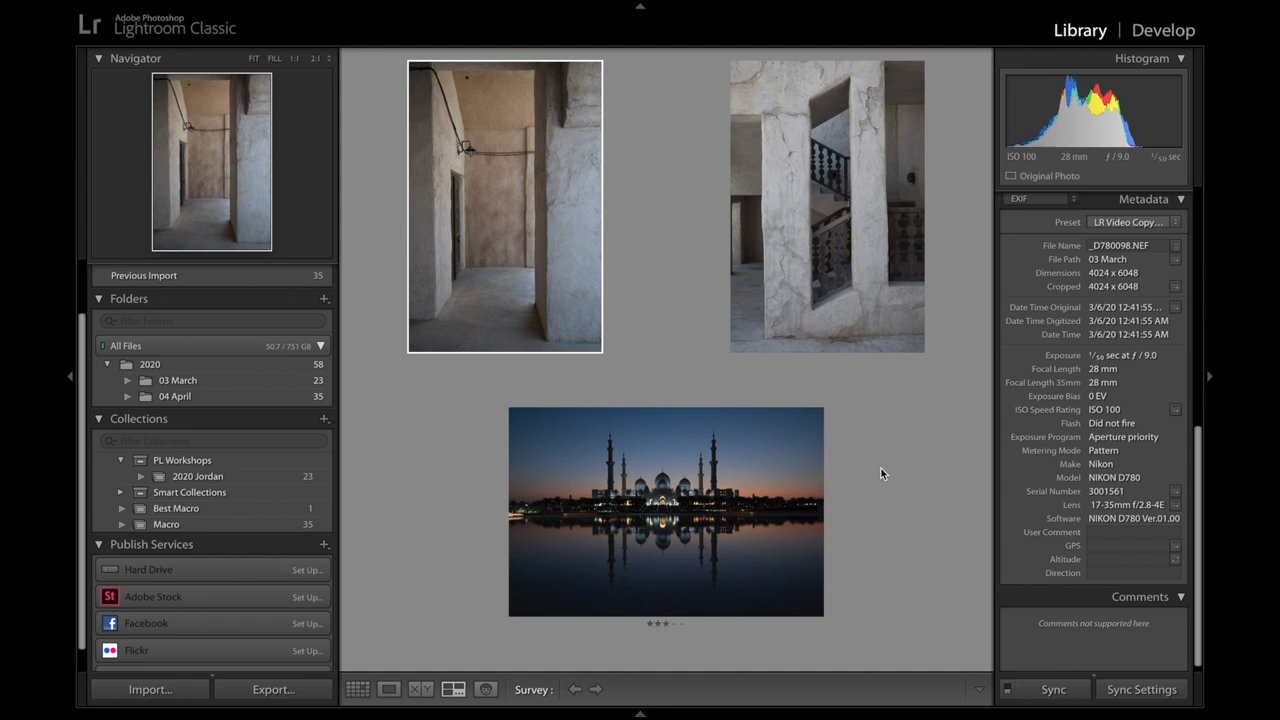 Lr
Adobe Photoshop
Lightroom Classic
Library | Develop
Navigator FIT FILL 1:1 2:1
Previous Import 35
Folders
Filter Folders
All Files 50.7 / 751 GB
2020 58
03 March 23
04 April 35
Collections
Filter Collections
PL Workshops
2020 Jordan 23
Smart Collections
Best Macro 1
Macro 35
Publish Services
Hard Drive Set Up...
St Adobe Stock Set Up...
Facebook Set Up...
Flickr Set Up...
Import... Export...
XY Survey :
Histogram
ISO 100 28 mm ƒ / 9.0 1/50 sec
Original Photo
EXIF Metadata
Preset LR Video Copy...
File Name _D780098.NEF
File Path 03 March
Dimensions 4024 x 6048
Cropped 4024 x 6048
Date Time Original 3/6/20 12:41:55...
Date Time Digitized 3/6/20 12:41:55 AM
Date Time 3/6/20 12:41:55 AM
Exposure 1/50 sec at ƒ / 9.0
Focal Length 28 mm
Focal Length 35mm 28 mm
Exposure Bias 0 EV
ISO Speed Rating ISO 100
Flash Did not fire
Exposure Program Aperture priority
Metering Mode Pattern
Make Nikon
Model NIKON D780
Serial Number 3001561
Lens 17-35mm f/2.8-4E
Software NIKON D780 Ver.01.00
User Comment
GPS
Altitude
Direction
Comments
Comments not supported here
Sync Sync Settings